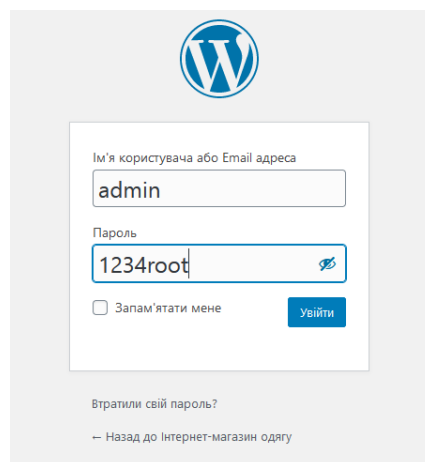 Ім'я користувача або Email адреса
admin
Пароль
1234root
Запам'ятати мене
Увійти
Втратили свій пароль?
← Назад до Інтернет-магазин одягу